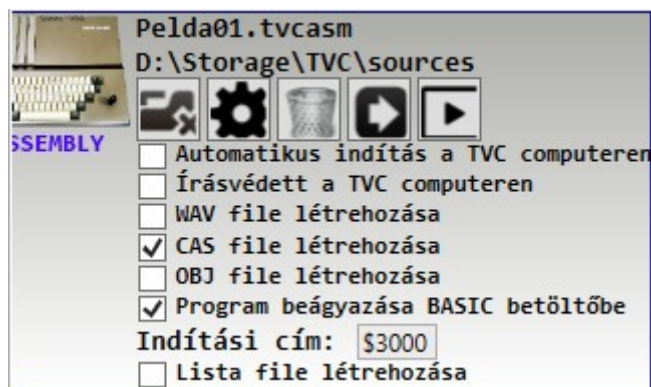 Pelda01.tvcasm
D:\Storage\TVC\sources
SSEMBLY
Automatikus indítás a TVC computeren
Írásvédett a TVC computeren
WAV file létrehozása
CAS file létrehozása
OBJ file létrehozása
Program beágyazása BASIC betöltőbe
Indítási cím: $3000
Lista file létrehozása